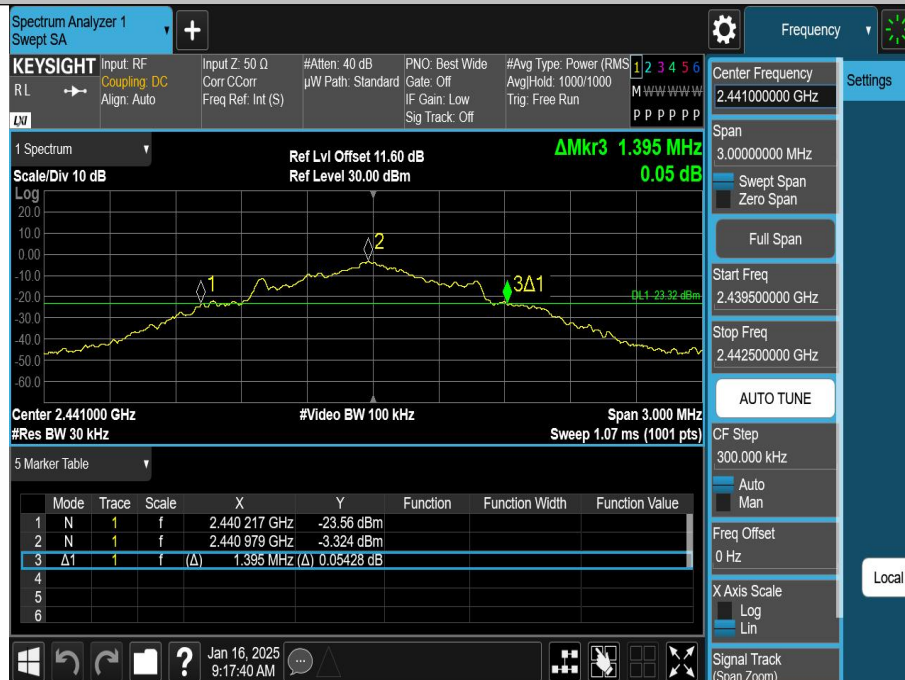 Spectrum Analyzer 1
Swept SA
+
Frequency
KEYSIGHT
RL
LXI
Input: RF
Coupling: DC
Align: Auto
Input Z: 50 Ω
Corr CCorr
Freq Ref: Int (S)
#Atten: 40 dB
µW Path: Standard
PNO: Best Wide
Gate: Off
IF Gain: Low
Sig Track: Off
#Avg Type: Power (RMS
Avg|Hold: 1000/1000
Trig: Free Run
1 2 3 4 5 6
M W W W W W
P P P P P P
1 Spectrum
Scale/Div 10 dB
Ref Lvl Offset 11.60 dB
Ref Level 30.00 dBm
ΔMkr3 1.395 MHz
0.05 dB
Log
20.0
10.0
0.00
-10.0
-20.0
-30.0
-40.0
-50.0
-60.0
1
2
3Δ1
DL1 -23.32 dBm
Center 2.441000 GHz
#Video BW 100 kHz
Span 3.000 MHz
#Res BW 30 kHz
Sweep 1.07 ms (1001 pts)
5 Marker Table
Mode Trace Scale X Y Function Function Width Function Value
1 N 1 f 2.440 217 GHz -23.56 dBm
2 N 1 f 2.440 979 GHz -3.324 dBm
3 Δ1 1 f (Δ) 1.395 MHz (Δ) 0.05428 dB
4
5
6
?
Jan 16, 2025
9:17:40 AM
Center Frequency
2.441000000 GHz
Span
3.00000000 MHz
Swept Span
Zero Span
Full Span
Start Freq
2.439500000 GHz
Stop Freq
2.442500000 GHz
AUTO TUNE
CF Step
300.000 kHz
Auto
Man
Freq Offset
0 Hz
X Axis Scale
Log
Lin
Signal Track
(Span Zoom)
Settings
Local